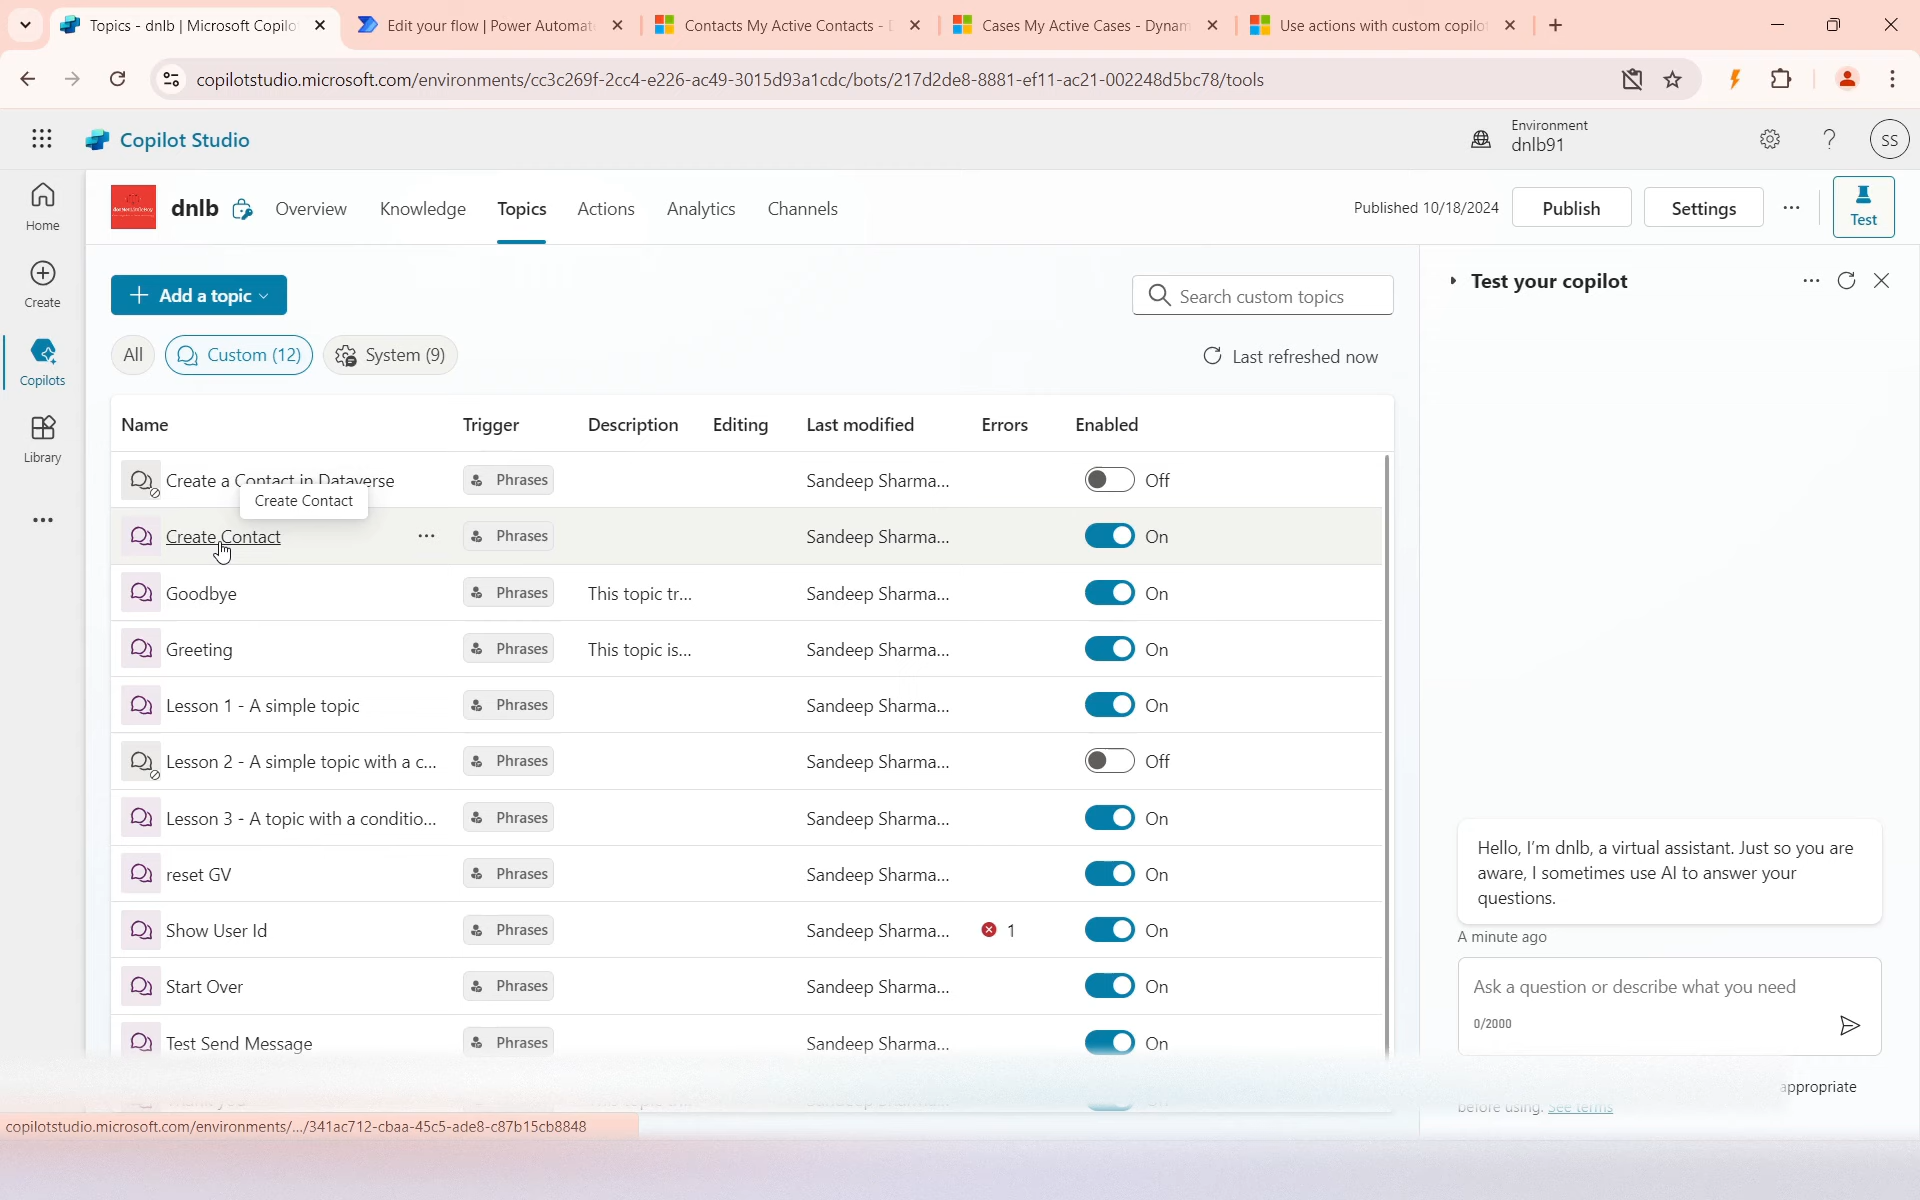 Topics - dnlb | Microsoft Copilo
Edit your flow | Power Automate
Contacts My Active Contacts -
Cases My Active Cases - Dynam
Use actions with custom copilo
copilotstudio.microsoft.com/environments/cc3c269f-2cc4-e226-ac49-3015d93a1cdc/bots/217d2de8-8881-ef11-ac21-002248d5bc78/tools
Copilot Studio
Environment
dnlb91
SS
Home
Create
Copilots
Library
dnlb
Overview
Knowledge
Topics
Actions
Analytics
Channels
Published 10/18/2024
Publish
Settings
Test
Add a topic
Search custom topics
All
Custom (12)
System (9)
Last refreshed now
Name Trigger Description Editing Last modified Errors Enabled
Create a Contact in Dataverse Phrases Sandeep Sharma... Off
Create Contact
Create Contact Phrases Sandeep Sharma... On
Goodbye Phrases This topic tr... Sandeep Sharma... On
Greeting Phrases This topic is... Sandeep Sharma... On
Lesson 1 - A simple topic Phrases Sandeep Sharma... On
Lesson 2 - A simple topic with a c... Phrases Sandeep Sharma... Off
Lesson 3 - A topic with a conditio... Phrases Sandeep Sharma... On
reset GV Phrases Sandeep Sharma... On
Show User Id Phrases Sandeep Sharma... 1 On
Start Over Phrases Sandeep Sharma... On
Test Send Message Phrases Sandeep Sharma... On
Test your copilot
Hello, I'm dnlb, a virtual assistant. Just so you are
aware, I sometimes use AI to answer your
questions.
A minute ago
Ask a question or describe what you need
0/2000
appropriate
before using. See terms
copilotstudio.microsoft.com/environments/.../341ac712-cbaa-45c5-ade8-c87b15cb8848